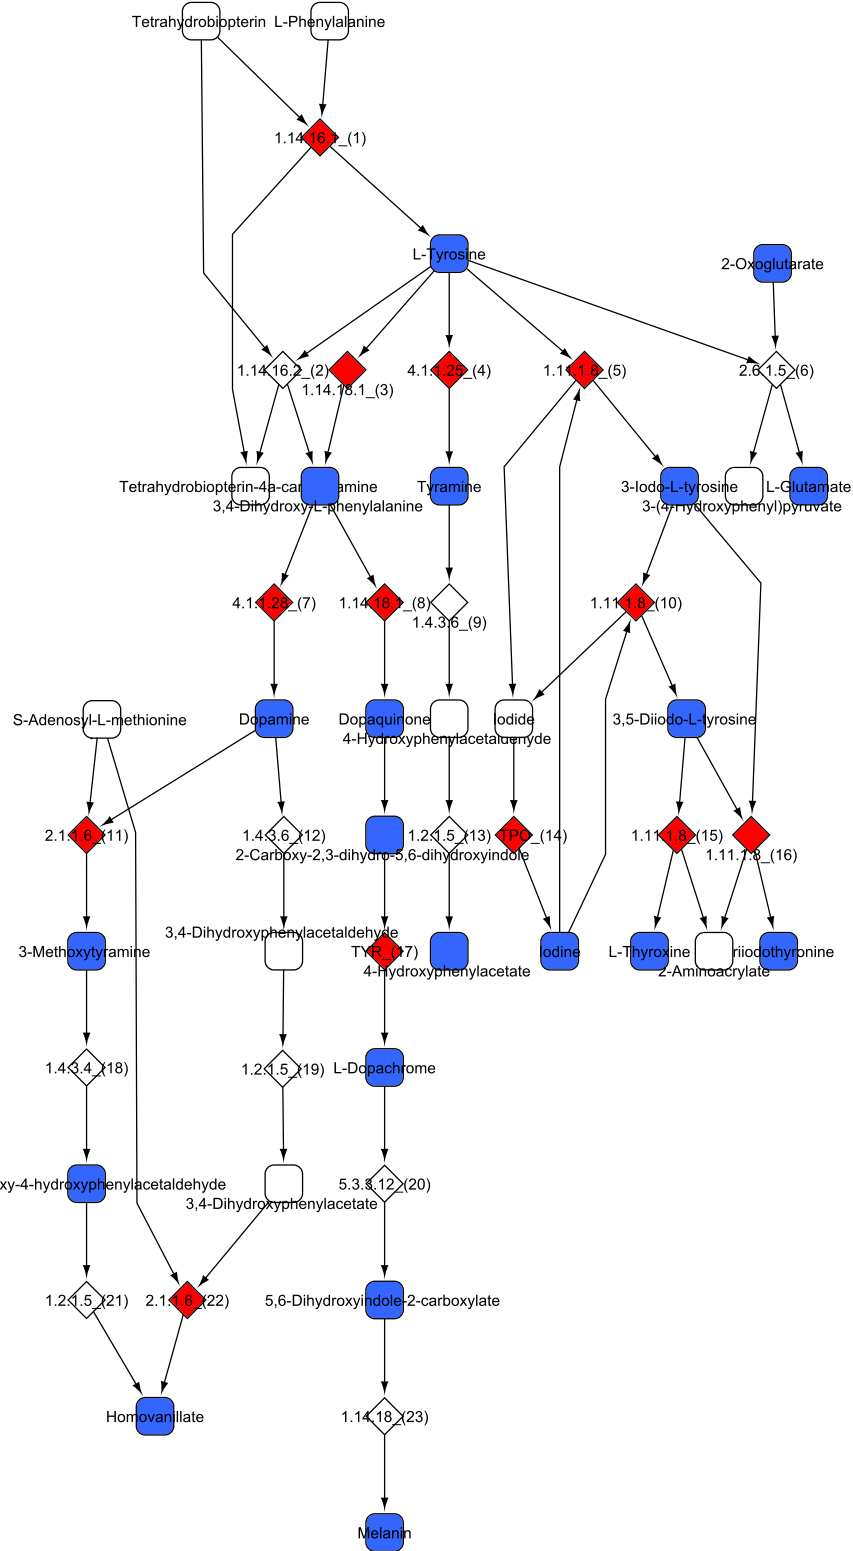 Tetrahydrobiopterin
L-Phenylalanine
1.14.16.1_(1)
L-Tyrosine
2-Oxoglutarate
1.14.16.2_(2)
1.14.18.1_(3)
4.1.1.25_(4)
1.11.1.8_(5)
2.6.1.5_(6)
Tetrahydrobiopterin-4a-carbinolamine
3,4-Dihydroxy-L-phenylalanine
Tyramine
3-Iodo-L-tyrosine
L-Glutamate
3-(4-Hydroxyphenyl)pyruvate
4.1.1.28_(7)
1.14.18.1_(8)
1.4.3.6_(9)
1.11.1.8_(10)
S-Adenosyl-L-methionine
Dopamine
Dopaquinone
4-Hydroxyphenylacetaldehyde
Iodide
3,5-Diiodo-L-tyrosine
2.1.1.6_(11)
1.4.3.6_(12)
1.2.1.5_(13)
TPO_(14)
1.11.1.8_(15)
1.11.1.8_(16)
2-Carboxy-2,3-dihydro-5,6-dihydroxyindole
3,4-Dihydroxyphenylacetaldehyde
3-Methoxytyramine
TYR_(17)
4-Hydroxyphenylacetate
Iodine
L-Thyroxine
riiodothyronine
2-Aminoacrylate
1.4.3.4_(18)
1.2.1.5_(19)
L-Dopachrome
xy-4-hydroxyphenylacetaldehyde
3,4-Dihydroxyphenylacetate
5.3.3.12_(20)
1.2.1.5_(21)
2.1.1.6_(22)
5,6-Dihydroxyindole-2-carboxylate
Homovanillate
1.14.18_(23)
Melanin